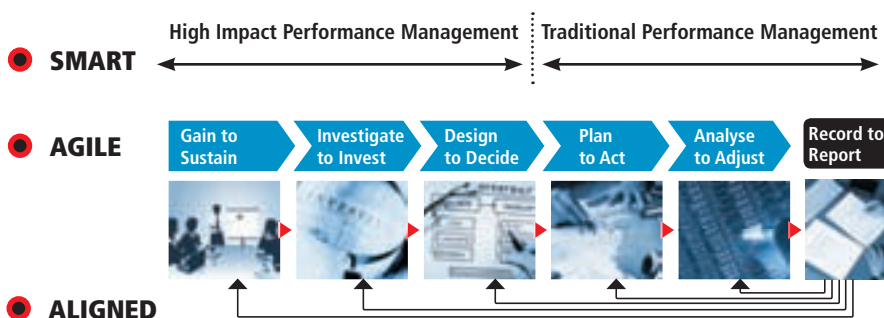 High Impact Performance Management
Traditional Performance Management
SMART
AGILE
Gain to
Sustain
Investigate
to Invest
Design
to Decide
Plan
to Act
Analyse
to Adjust
Record to
Report
ALIGNED